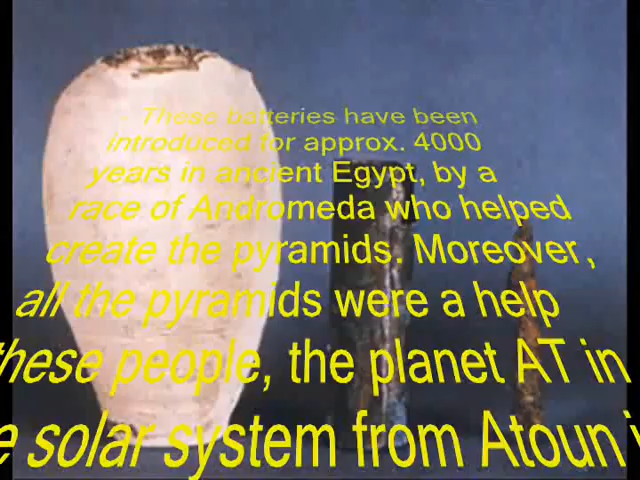 These batteries have been
introduced for approx. 4000
years in ancient Egypt, by a
race of Andromeda who helped
create the pyramids. Moreover,
all the pyramids were a help
these people, the planet AT in
solar system from Atoun